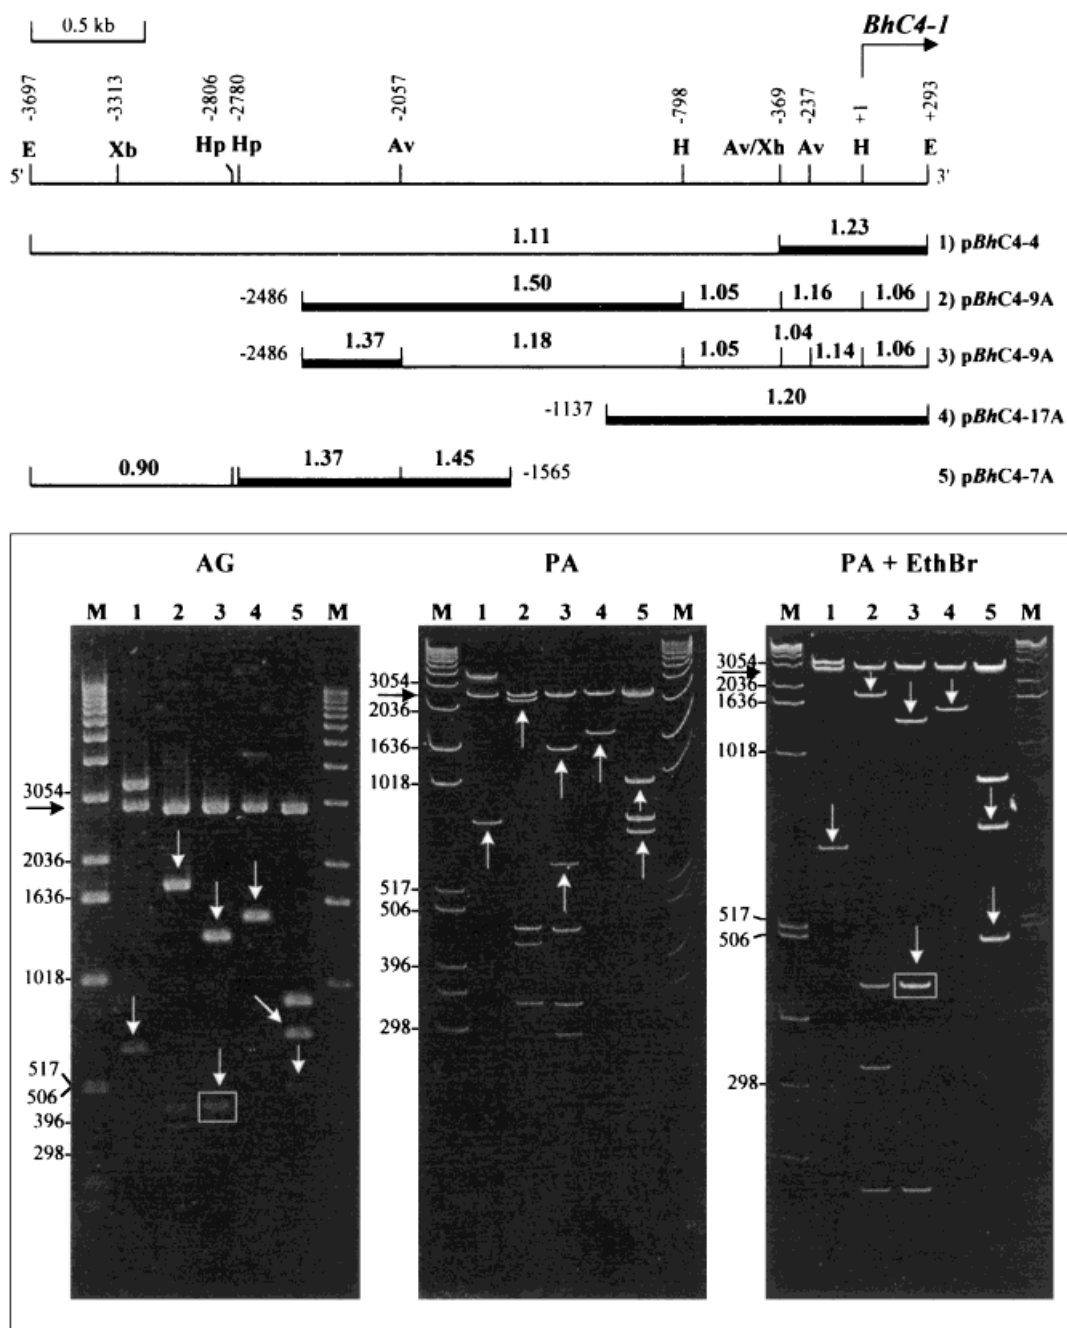 0.5 kb
BhC4-1
-3697 -3313 -2806 -2780 -2057 -798 -369 -237 +1 +293
E Xb Hp Hp Av H Av/Xh Av H E
5' 3'
1.11 1.23 1) pBhC4-4
-2486 1.50 1.05 1.16 1.06 2) pBhC4-9A
-2486 1.37 1.18 1.05 1.04 1.14 1.06 3) pBhC4-9A
-1137 1.20 4) pBhC4-17A
0.90 1.37 1.45 -1565 5) pBhC4-7A
AG
M 1 2 3 4 5 M
3054
2036
1636
1018
517
506
396
298
PA
M 1 2 3 4 5 M
3054
2036
1636
1018
517
506
396
298
PA + EthBr
M 1 2 3 4 5 M
3054
2036
1636
1018
517
506
298